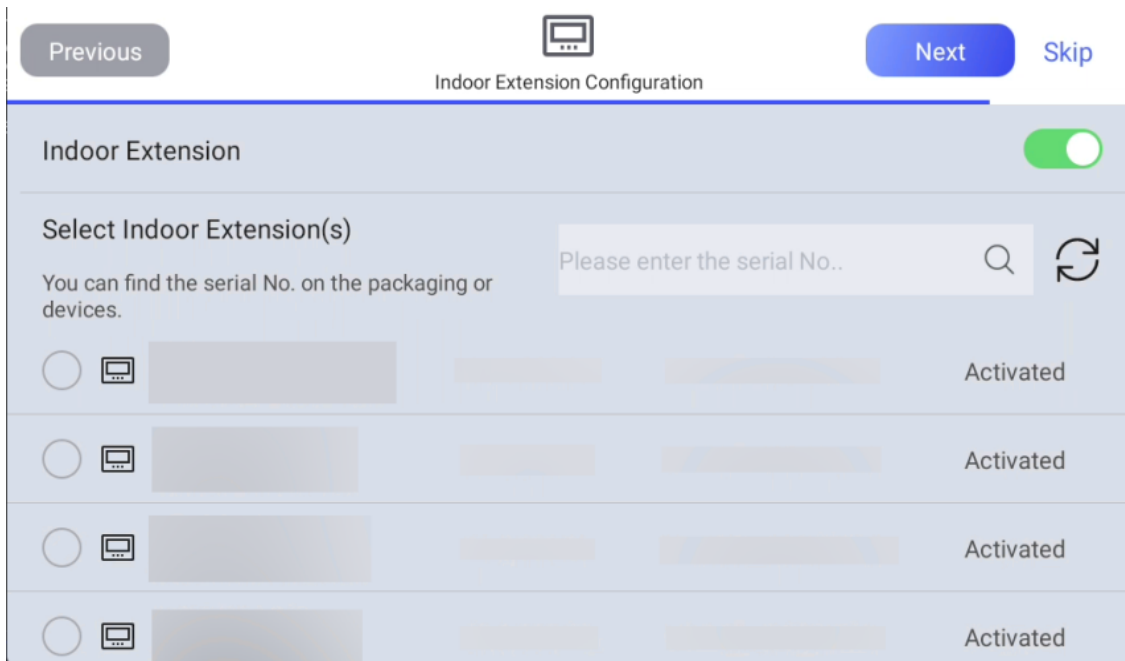 Previous
Indoor Extension Configuration
Next
Skip
Indoor Extension
Select Indoor Extension(s)
You can find the serial No. on the packaging or
devices.
Please enter the serial No..
Activated
Activated
Activated
Activated